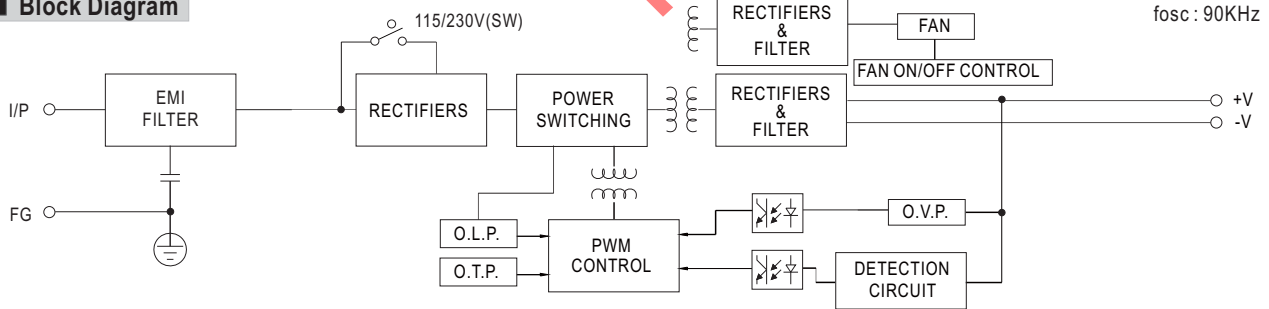 Block Diagram
fosc : 90KHz
115/230V(SW)
RECTIFIERS
&
FILTER
FAN
FAN ON/OFF CONTROL
I/P
EMI
FILTER
RECTIFIERS
POWER
SWITCHING
RECTIFIERS
&
FILTER
+V
-V
FG
O.L.P.
O.T.P.
PWM
CONTROL
O.V.P.
DETECTION
CIRCUIT